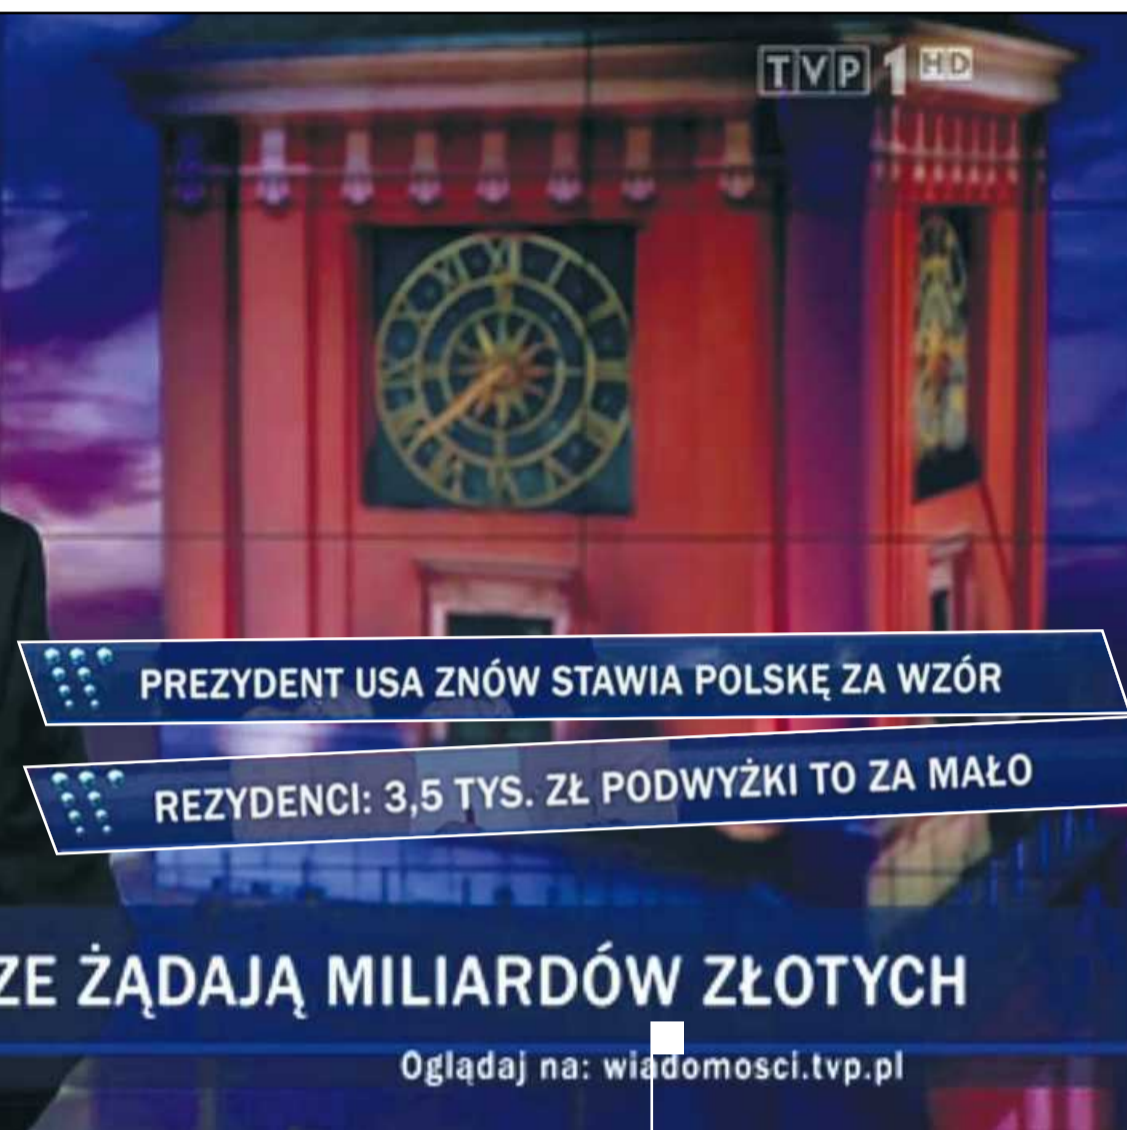 TVP 1 HD
PREZYDENT USA ZNÓW STAWIA POLSKĘ ZA WZÓR
REZYDENCI: 3,5 TYS. ZŁ PODWYŻKI TO ZA MAŁO
ZE ŻĄDAJĄ MILIARDÓW ZŁOTYCH
Oglądaj na: wiadomosci.tvp.pl